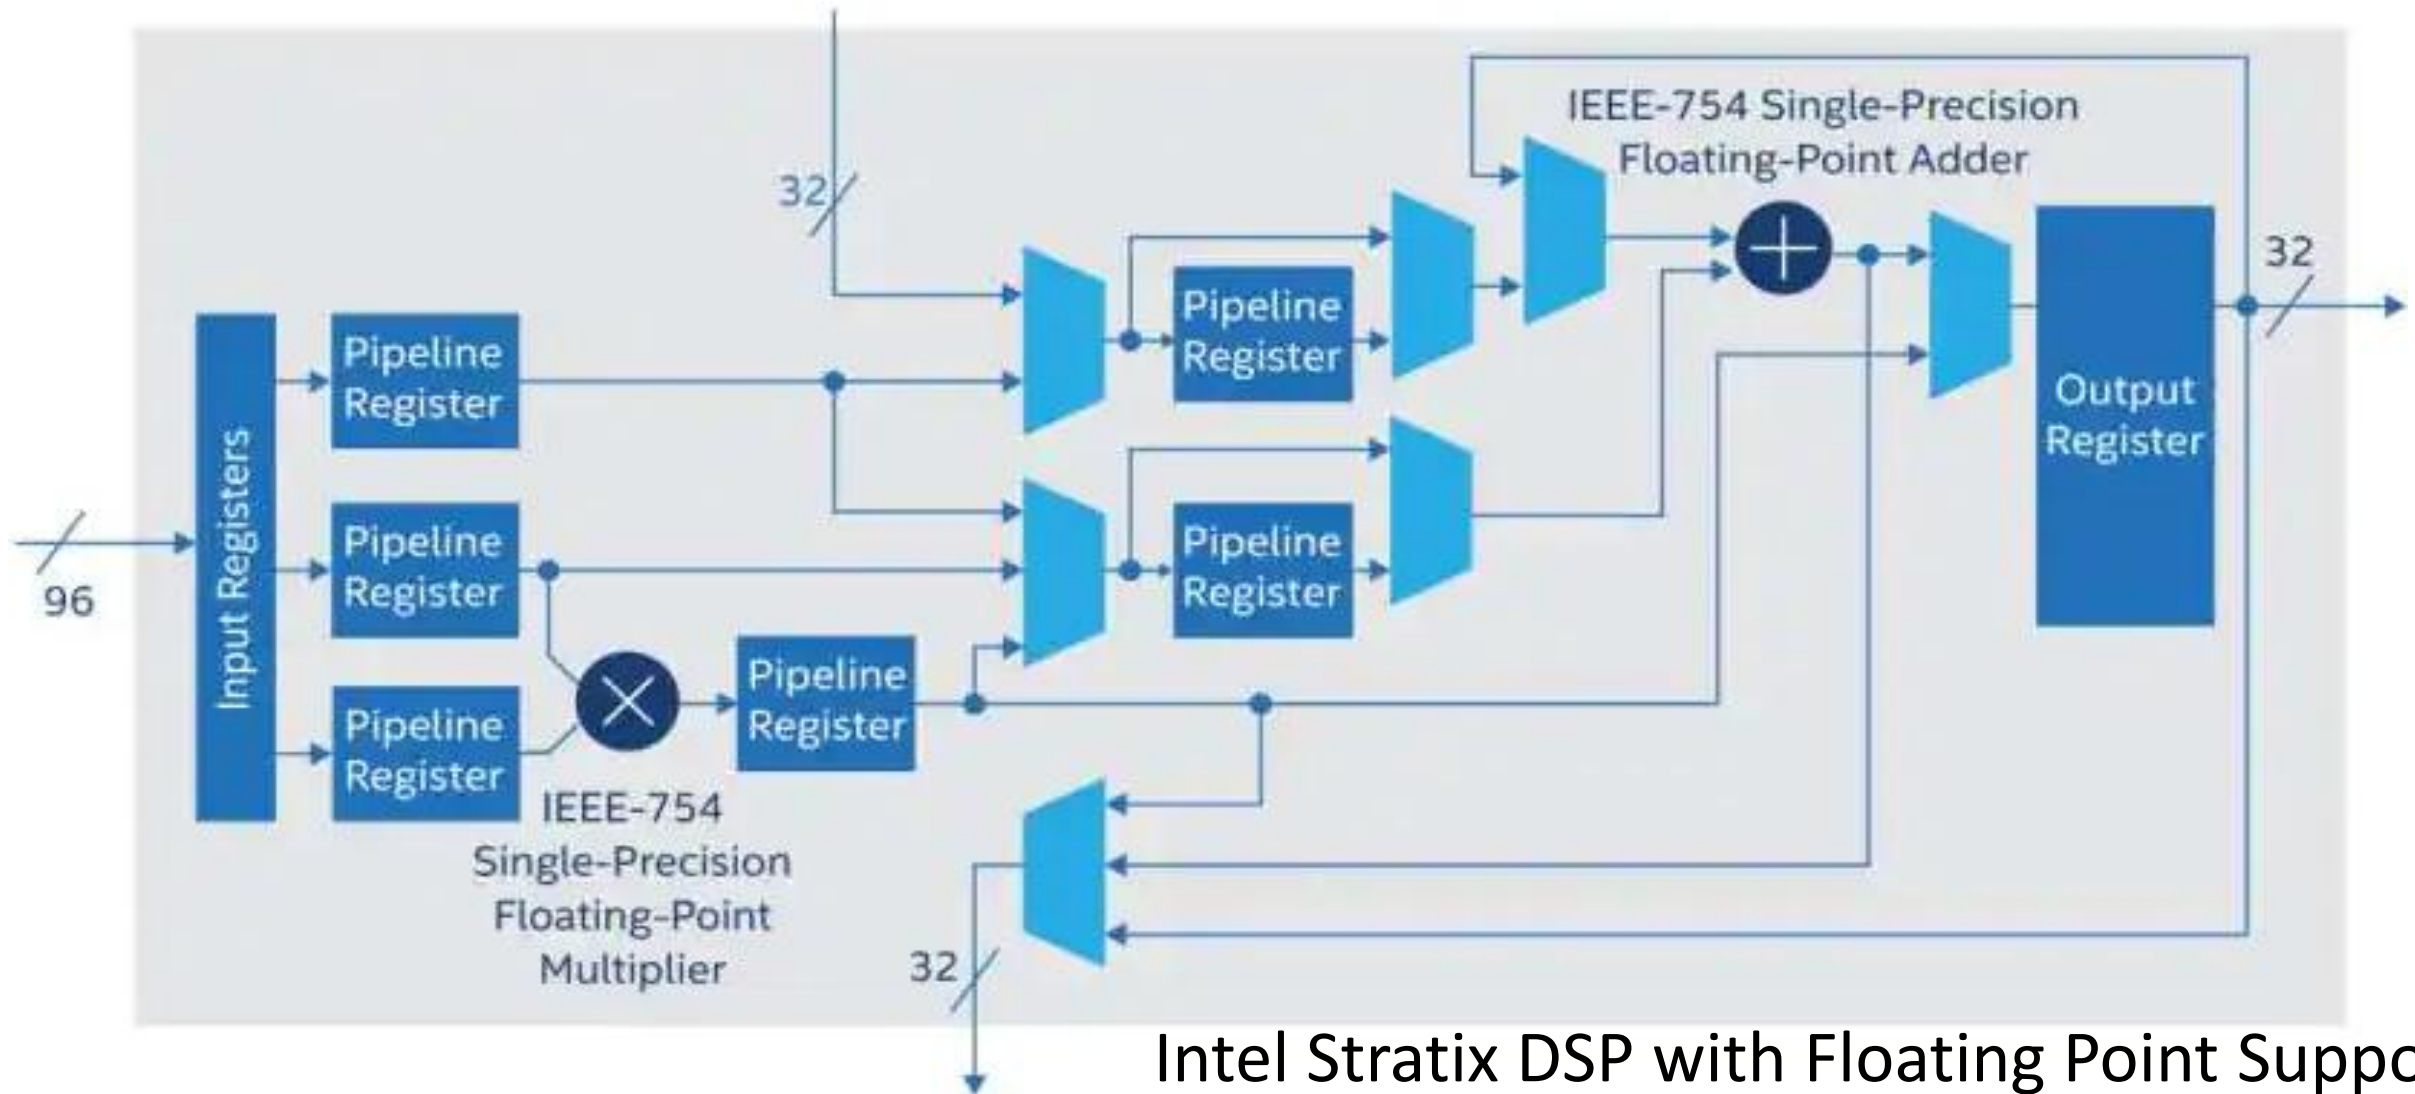 IEEE-754 Single-Precision
Floating-Point Adder
32
32
Pipeline
Register
Pipeline
Register
Output
Register
Input Registers
96
Pipeline
Register
Pipeline
Register
Pipeline
Register
Pipeline
Register
IEEE-754
Single-Precision
Floating-Point
Multiplier
32
Intel Stratix DSP with Floating Point Suppo